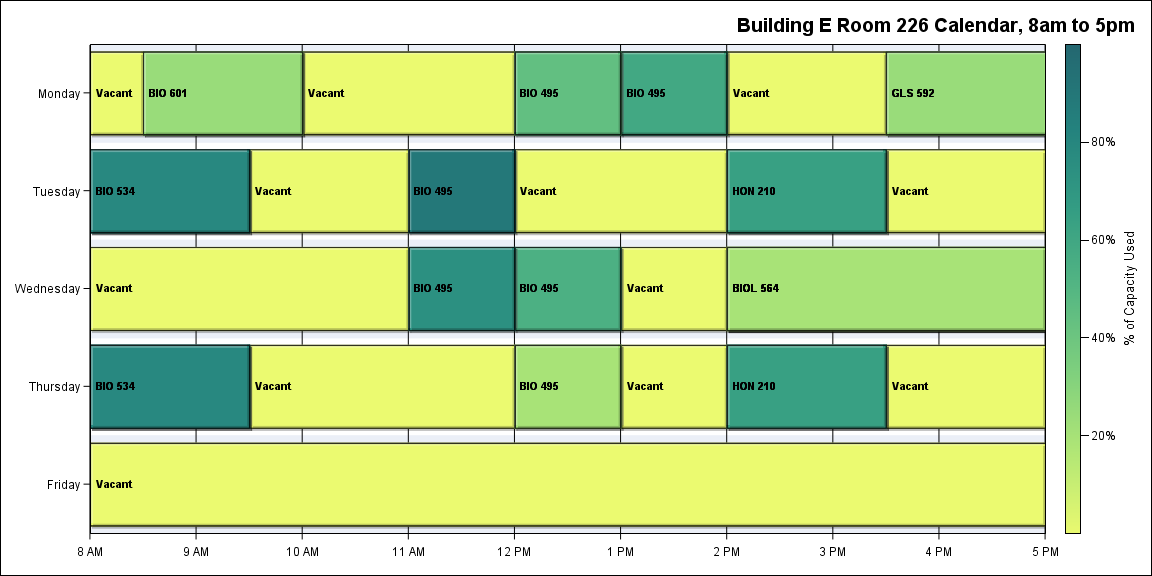 Building E Room 226 Calendar, 8am to 5pm
Monday
Vacant
BIO 601
Vacant
BIO 495
BIO 495
Vacant
GLS 592
Tuesday
BIO 534
Vacant
BIO 495
Vacant
HON 210
Vacant
Wednesday
Vacant
BIO 495
BIO 495
Vacant
BIOL 564
Thursday
BIO 534
Vacant
BIO 495
Vacant
HON 210
Vacant
Friday
Vacant
8 AM
9 AM
10 AM
11 AM
12 PM
1 PM
2 PM
3 PM
4 PM
5 PM
80%
60%
40%
20%
% of Capacity Used